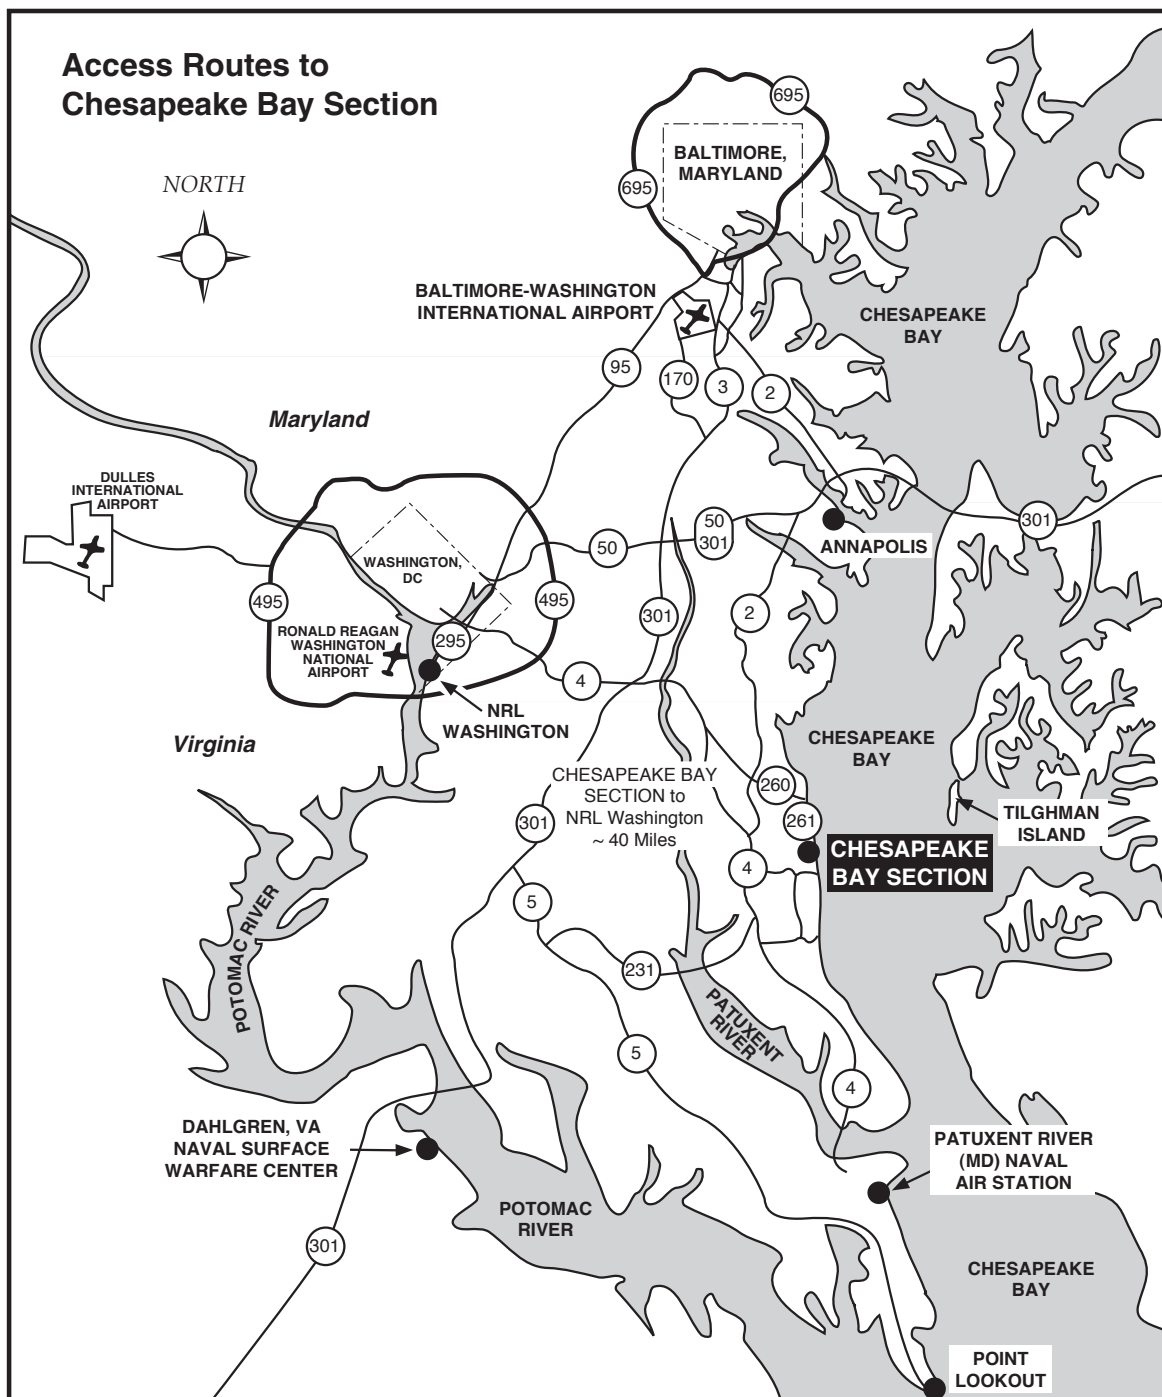 Access Routes to
Chesapeake Bay Section
NORTH
695
BALTIMORE,
MARYLAND
695
BALTIMORE-WASHINGTON
INTERNATIONAL AIRPORT
CHESAPEAKE
BAY
95
170
3
2
Maryland
DULLES
INTERNATIONAL
AIRPORT
50
301
301
50
ANNAPOLIS
WASHINGTON,
DC
495
495
301
2
RONALD REAGAN
WASHINGTON
NATIONAL
AIRPORT
295
4
NRL
WASHINGTON
Virginia
CHESAPEAKE
BAY
CHESAPEAKE BAY
SECTION to
NRL Washington
~ 40 Miles
260
261
301
TILGHMAN
ISLAND
CHESAPEAKE
BAY SECTION
4
5
POTOMAC RIVER
231
PATUXENT
RIVER
5
4
DAHLGREN, VA
NAVAL SURFACE
WARFARE CENTER
PATUXENT RIVER
(MD) NAVAL
AIR STATION
POTOMAC
RIVER
301
CHESAPEAKE
BAY
POINT
LOOKOUT